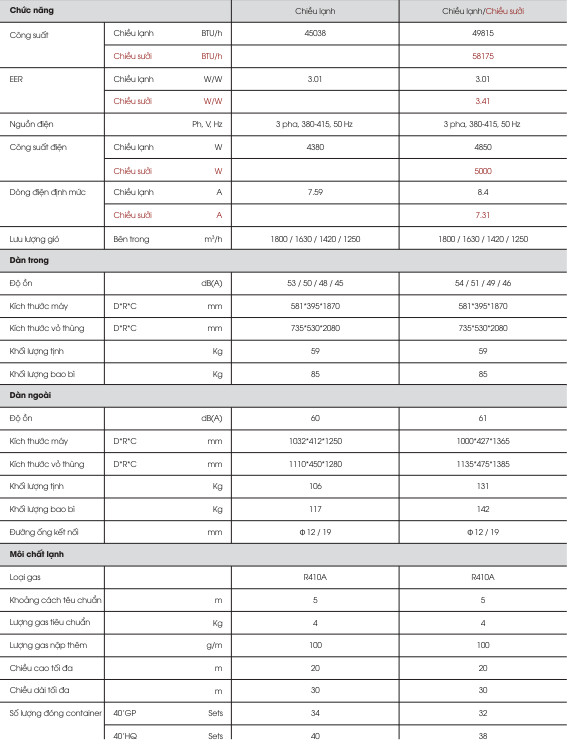 Chức năng Chiều lạnh Chiều lạnh/Chiều sưởi
Công suất Chiều lạnh BTU/h 45038 49815
Chiều sưởi BTU/h 58175
EER Chiều lạnh W/W 3.01 3.01
Chiều sưởi W/W 3.41
Nguồn điện Ph, V, Hz 3 pha, 380-415, 50 Hz 3 pha, 380-415, 50 Hz
Công suất điện Chiều lạnh W 4380 4850
Chiều sưởi W 5000
Dòng điện định mức Chiều lạnh A 7.59 8.4
Chiều sưởi A 7.31
Lưu lượng gió Bên trong m³/h 1800 / 1630 / 1420 / 1250 1800 / 1630 / 1420 / 1250
Dàn trong
Độ ồn dB(A) 53 / 50 / 48 / 45 54 / 51 / 49 / 46
Kích thước máy D*R*C mm 581*395*1870 581*395*1870
Kích thước vỏ thùng D*R*C mm 735*530*2080 735*530*2080
Khối lượng tịnh Kg 59 59
Khối lượng bao bì Kg 85 85
Dàn ngoài
Độ ồn dB(A) 60 61
Kích thước máy D*R*C mm 1032*412*1250 1000*427*1365
Kích thước vỏ thùng D*R*C mm 1110*450*1280 1135*475*1385
Khối lượng tịnh Kg 106 131
Khối lượng bao bì Kg 117 142
Đường ống kết nối mm Φ 12 / 19 Φ 12 / 19
Môi chất lạnh
Loại gas R410A R410A
Khoảng cách têu chuẩn m 5 5
Lượng gas tiêu chuẩn Kg 4 4
Lượng gas nạp thêm g/m 100 100
Chiều cao tối đa m 20 20
Chiều dài tối đa m 30 30
Số lượng đóng container 40'GP Sets 34 32
40'HQ Sets 40 38